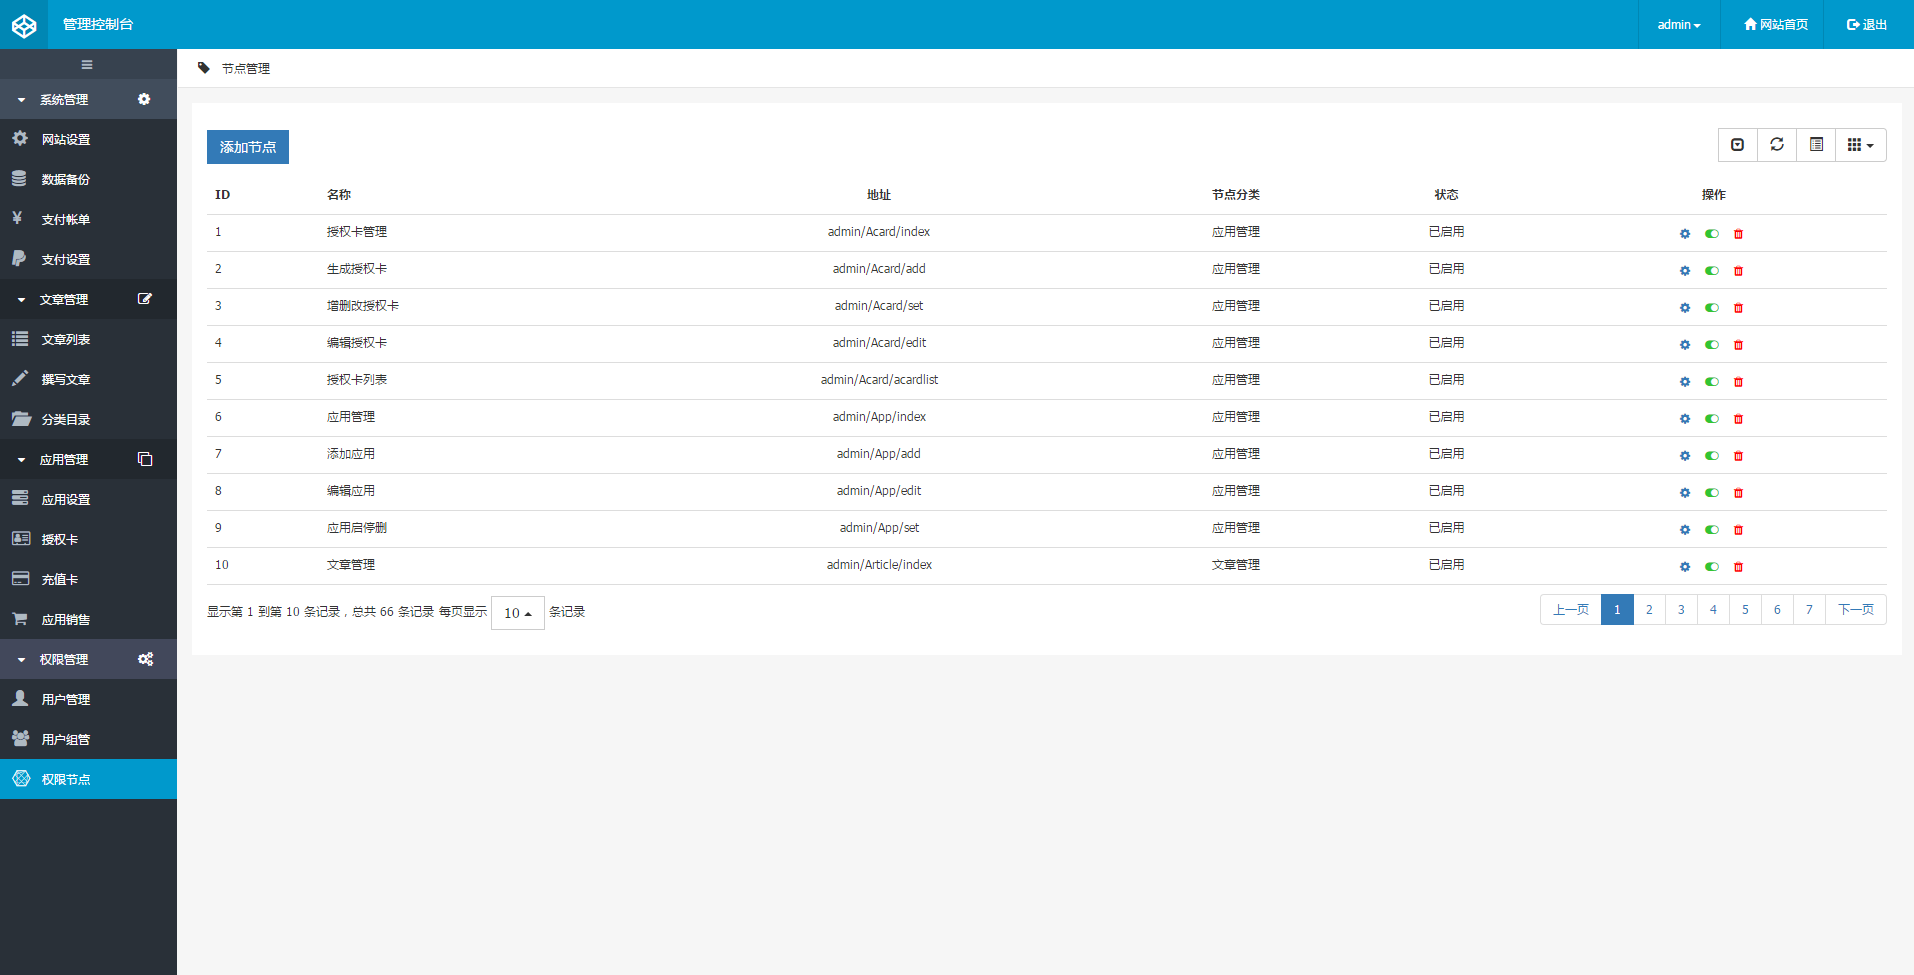 管理控制台
admin
网站首页
退出
系统管理
网站设置
数据备份
支付帐单
支付设置
文章管理
文章列表
撰写文章
分类目录
应用管理
应用设置
授权卡
充值卡
应用销售
权限管理
用户管理
用户组管
权限节点
节点管理
添加节点
ID 名称 地址 节点分类 状态 操作
1 授权卡管理 admin/Acard/index 应用管理 已启用
2 生成授权卡 admin/Acard/add 应用管理 已启用
3 增删改授权卡 admin/Acard/set 应用管理 已启用
4 编辑授权卡 admin/Acard/edit 应用管理 已启用
5 授权卡列表 admin/Acard/acardlist 应用管理 已启用
6 应用管理 admin/App/index 应用管理 已启用
7 添加应用 admin/App/add 应用管理 已启用
8 编辑应用 admin/App/edit 应用管理 已启用
9 应用启停删 admin/App/set 应用管理 已启用
10 文章管理 admin/Article/index 文章管理 已启用
显示第 1 到第 10 条记录，总共 66 条记录 每页显示 10 条记录
上一页 1 2 3 4 5 6 7 下一页